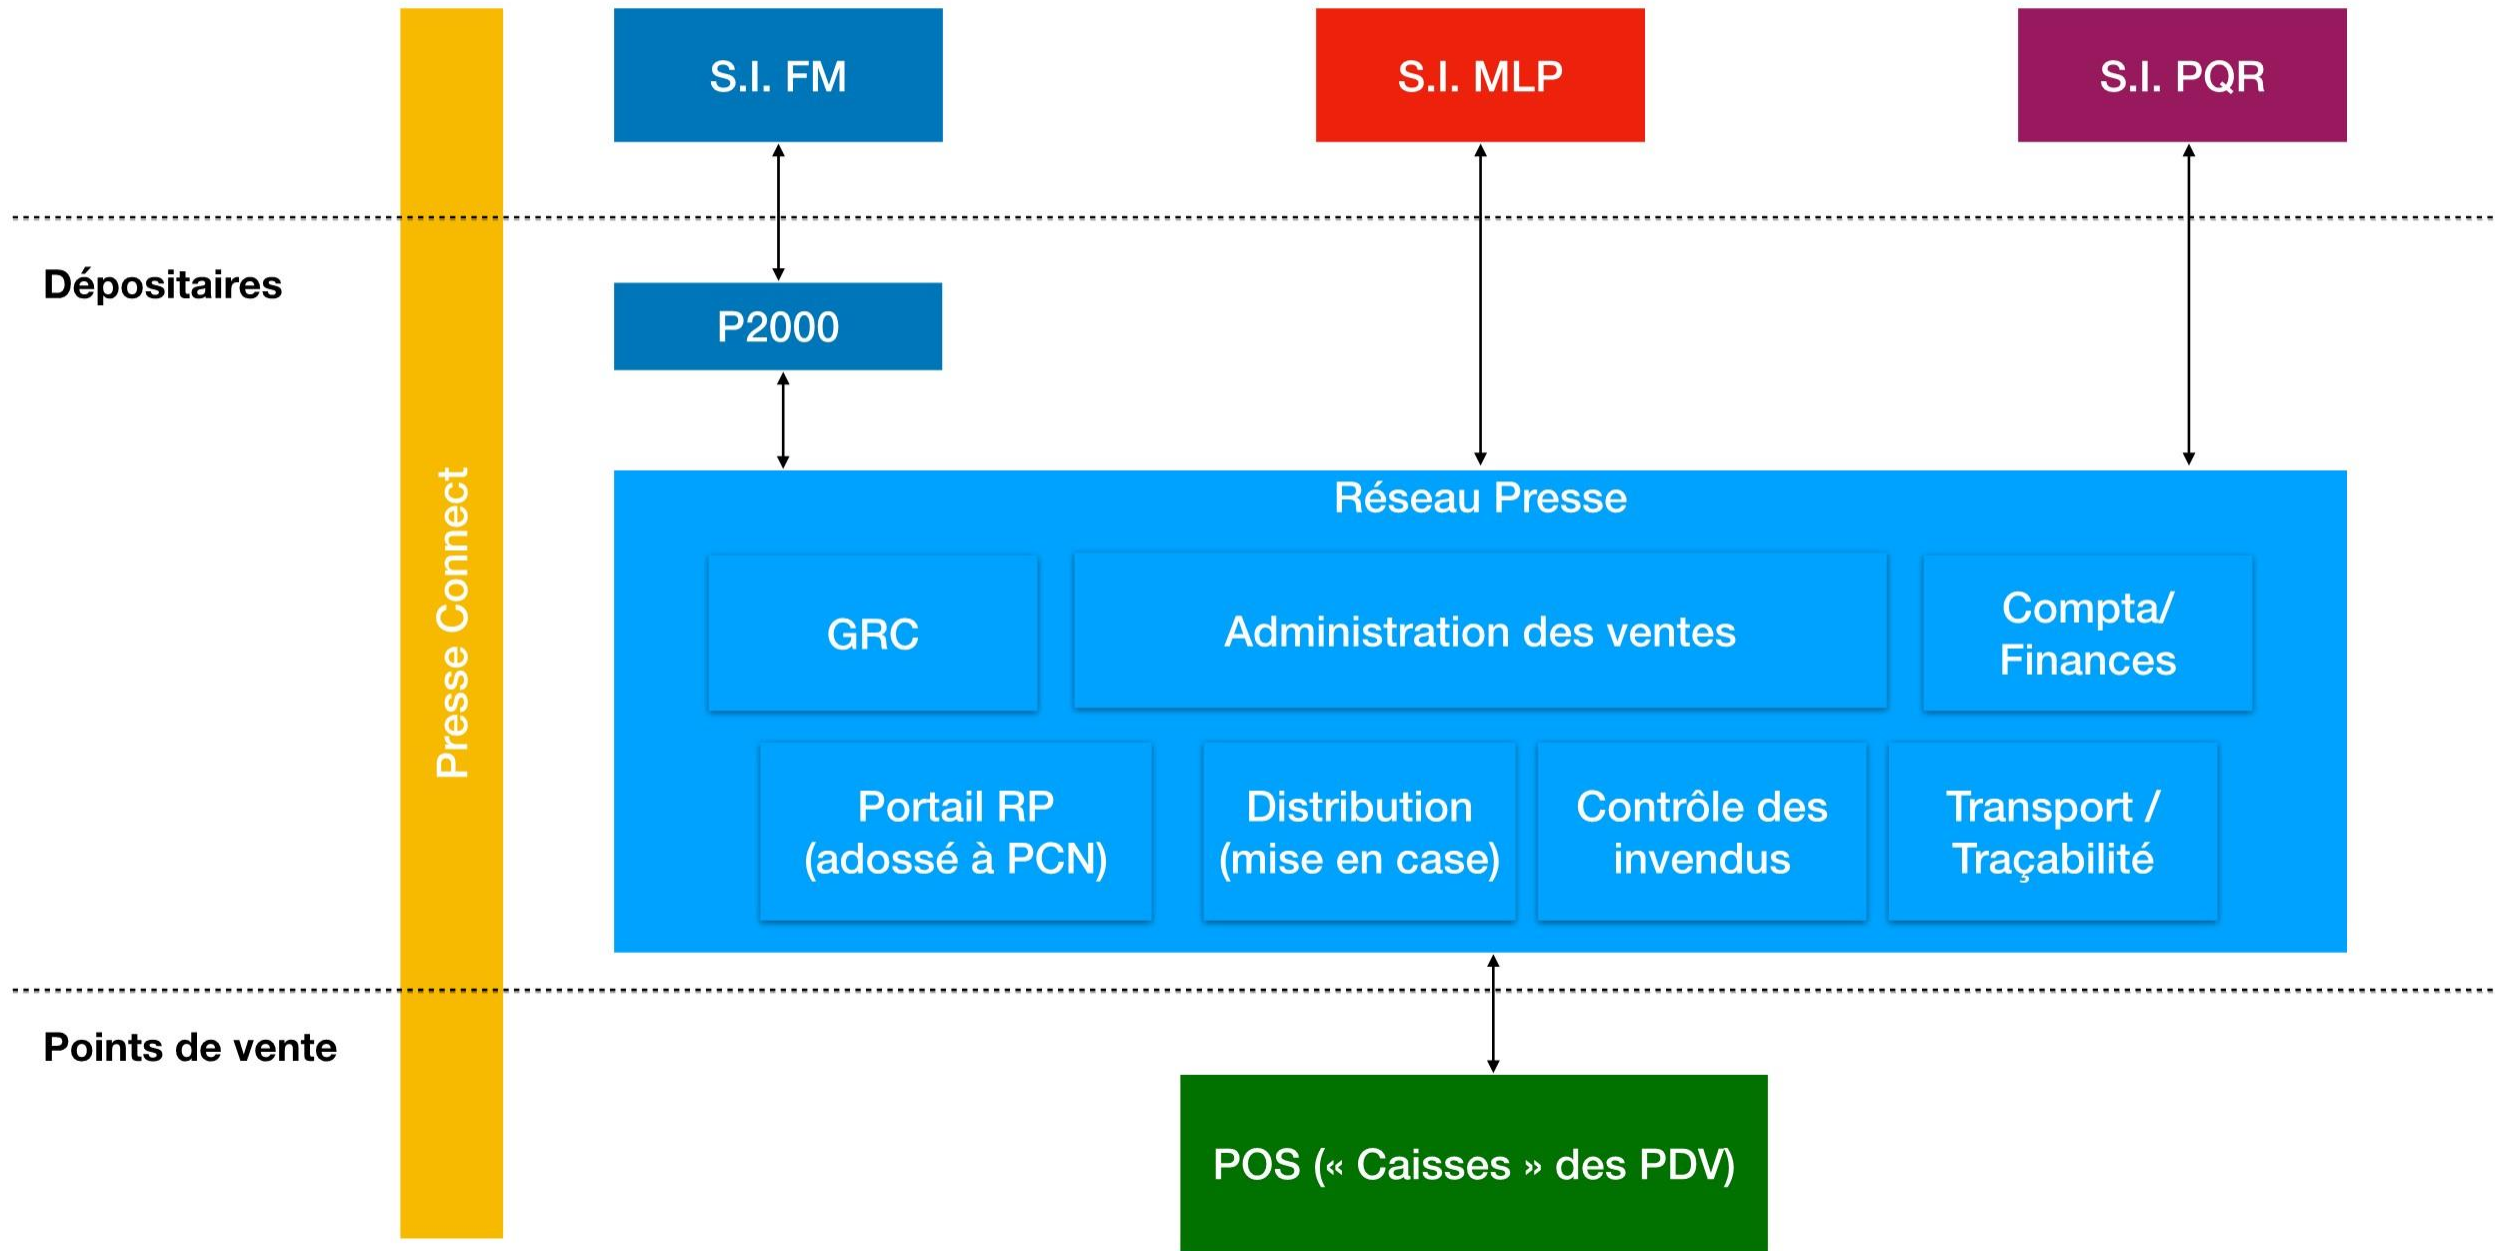 S.I. FM
S.I. MLP
S.I. PQR
Dépositaires
P2000
Presse Connect
Réseau Presse
GRC
Administration des ventes
Compta/
Finances
Portail RP
(adossé à PCN)
Distribution
(mise en case)
Contrôle des
invendus
Transport /
Traçabilité
Points de vente
POS (« Caisses » des PDV)